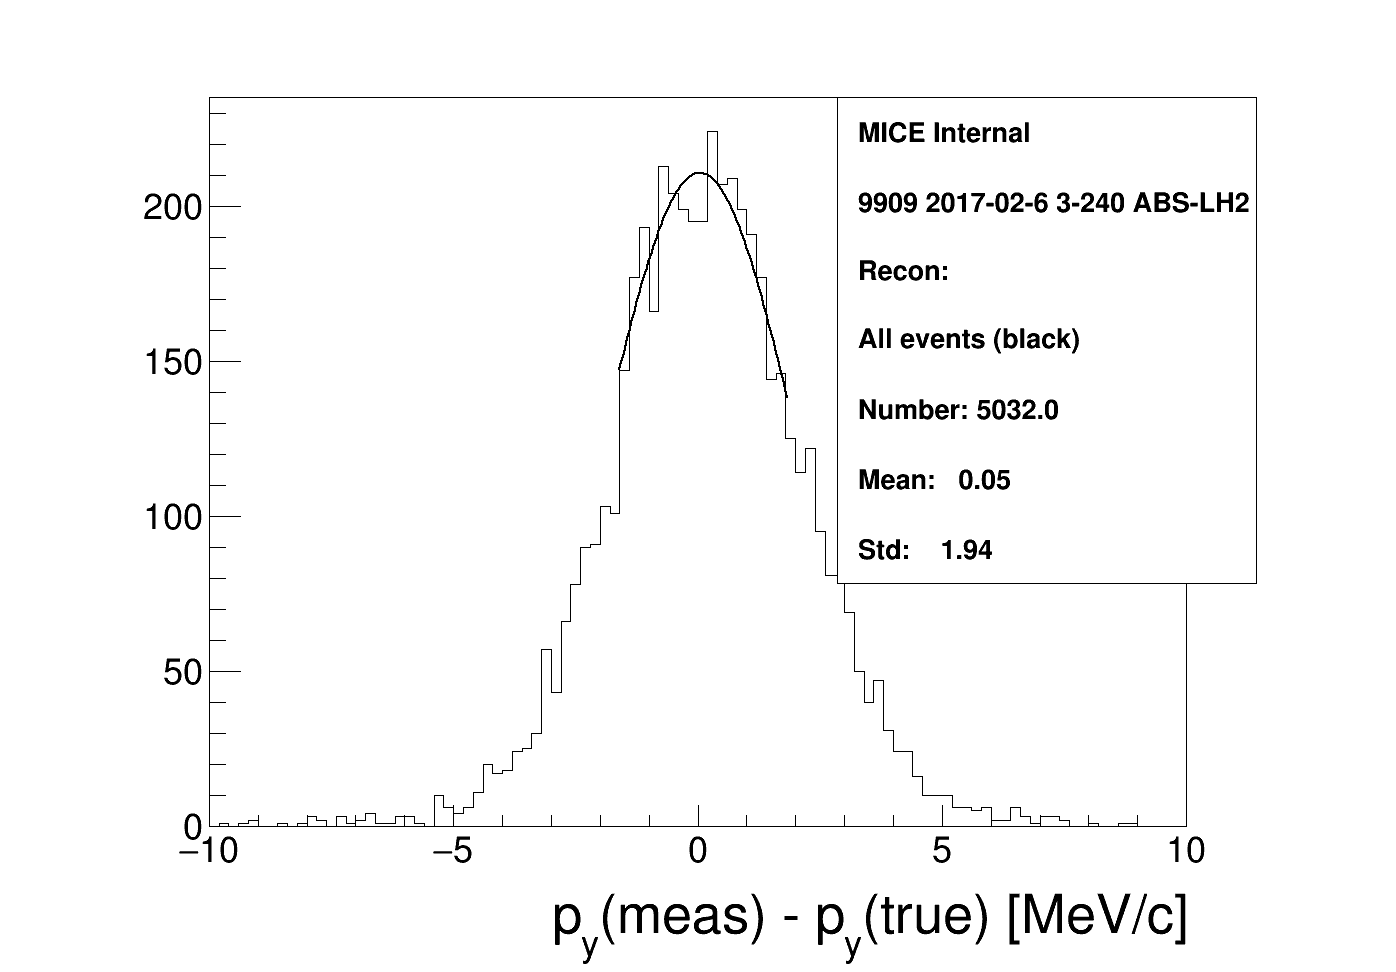 MICE Internal
9909 2017-02-6 3-240 ABS-LH2
Recon:
All events (black)
Number: 5032.0
Mean: 0.05
Std: 1.94
200
150
100
50
0
−10 −5 0 5 10
py(meas) - py(true) [MeV/c]